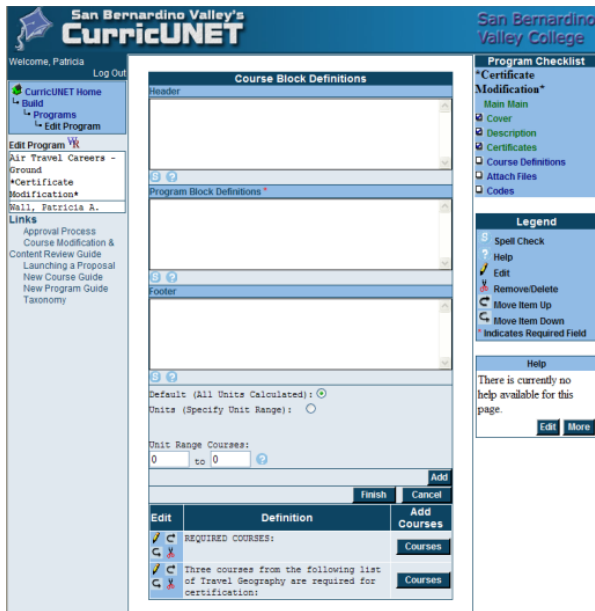 San Bernardino Valley's
CurricUNET
San Bernardino
Valley College
Welcome, Patricia
Log Out
CurricUNET Home
Build
Programs
Edit Program
Edit Program WR
Air Travel Careers -
Ground
*Certificate
Modification*
Wall, Patricia A.
Links
Approval Process
Course Modification &
Content Review Guide
Launching a Proposal
New Course Guide
New Program Guide
Taxonomy
Course Block Definitions
Header
S ?
Program Block Definitions *
S ?
Footer
S ?
Default (All Units Calculated):
Units (Specify Unit Range):
Unit Range Courses:
0 to 0 ?
Add
Finish Cancel
Edit Definition Add Courses
REQUIRED COURSES:
Courses
Three courses from the following list
of Travel Geography are required for
certification:
Courses
Program Checklist
*Certificate
Modification*
Main Main
Cover
Description
Certificates
Course Definitions
Attach Files
Codes
Legend
S Spell Check
? Help
Edit
Remove/Delete
Move Item Up
Move Item Down
* Indicates Required Field
Help
There is currently no
help available for this
page.
Edit More